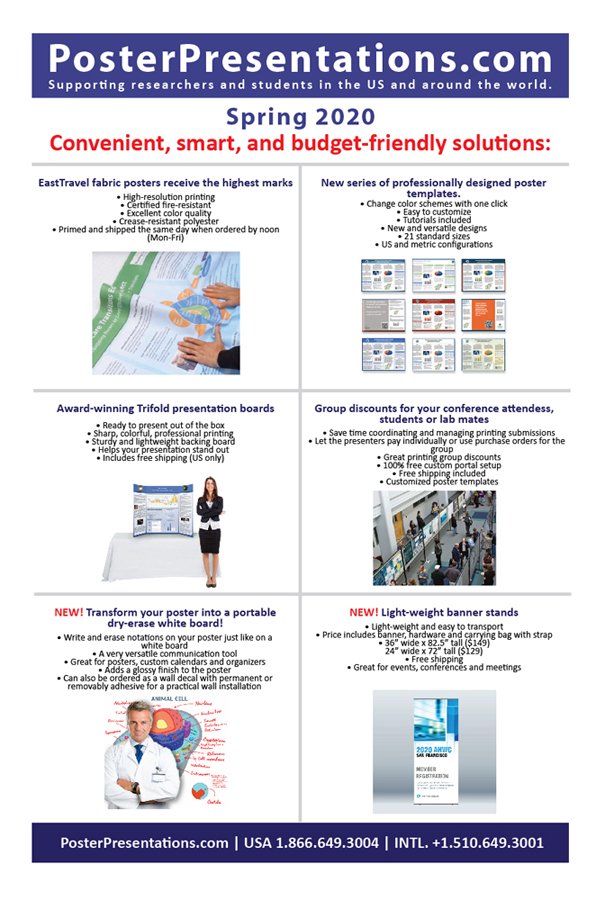 PosterPresentations.com
Supporting researchers and students in the US and around the world.
Spring 2020
Convenient, smart, and budget-friendly solutions:
EastTravel fabric posters receive the highest marks
• High-resolution printing
• Certified fire-resistant
• Excellent color quality
• Crease-resistant polyester
• Primed and shipped the same day when ordered by noon
(Mon-Fri)
New series of professionally designed poster
templates.
• Change color schemes with one click
• Easy to customize
• Tutorials included
• New and versatile designs
• 21 standard sizes
• US and metric configurations
Award-winning Trifold presentation boards
• Ready to present out of the box
• Sharp, colorful, professional printing
• Sturdy and lightweight backing board
• Helps your presentation stand out
• Includes free shipping (US only)
Group discounts for your conference attendess,
students or lab mates
• Save time coordinating and managing printing submissions
• Let the presenters pay individually or use purchase orders for the
group
• Great printing group discounts
• 100% free custom portal setup
• Free shipping included
• Customized poster templates
NEW! Transform your poster into a portable
dry-erase white board!
• Write and erase notations on your poster just like on a
white board
• A very versatile communication tool
• Great for posters, custom calendars and organizers
• Adds a glossy finish to the poster
• Can also be ordered as a wall decal with permanent or
removably adhesive for a practical wall installation
ANIMAL CELL
NEW! Light-weight banner stands
• Light-weight and easy to transport
• Price includes banner, hardware and carrying bag with strap
• 36” wide x 82.5” tall ($149)
24” wide x 72” tall ($129)
• Free shipping
• Great for events, conferences and meetings
2020 ANWC
SAN FRANCISCO
MEMBER
REGISTRATION
PosterPresentations.com | USA 1.866.649.3004 | INTL. +1.510.649.3001